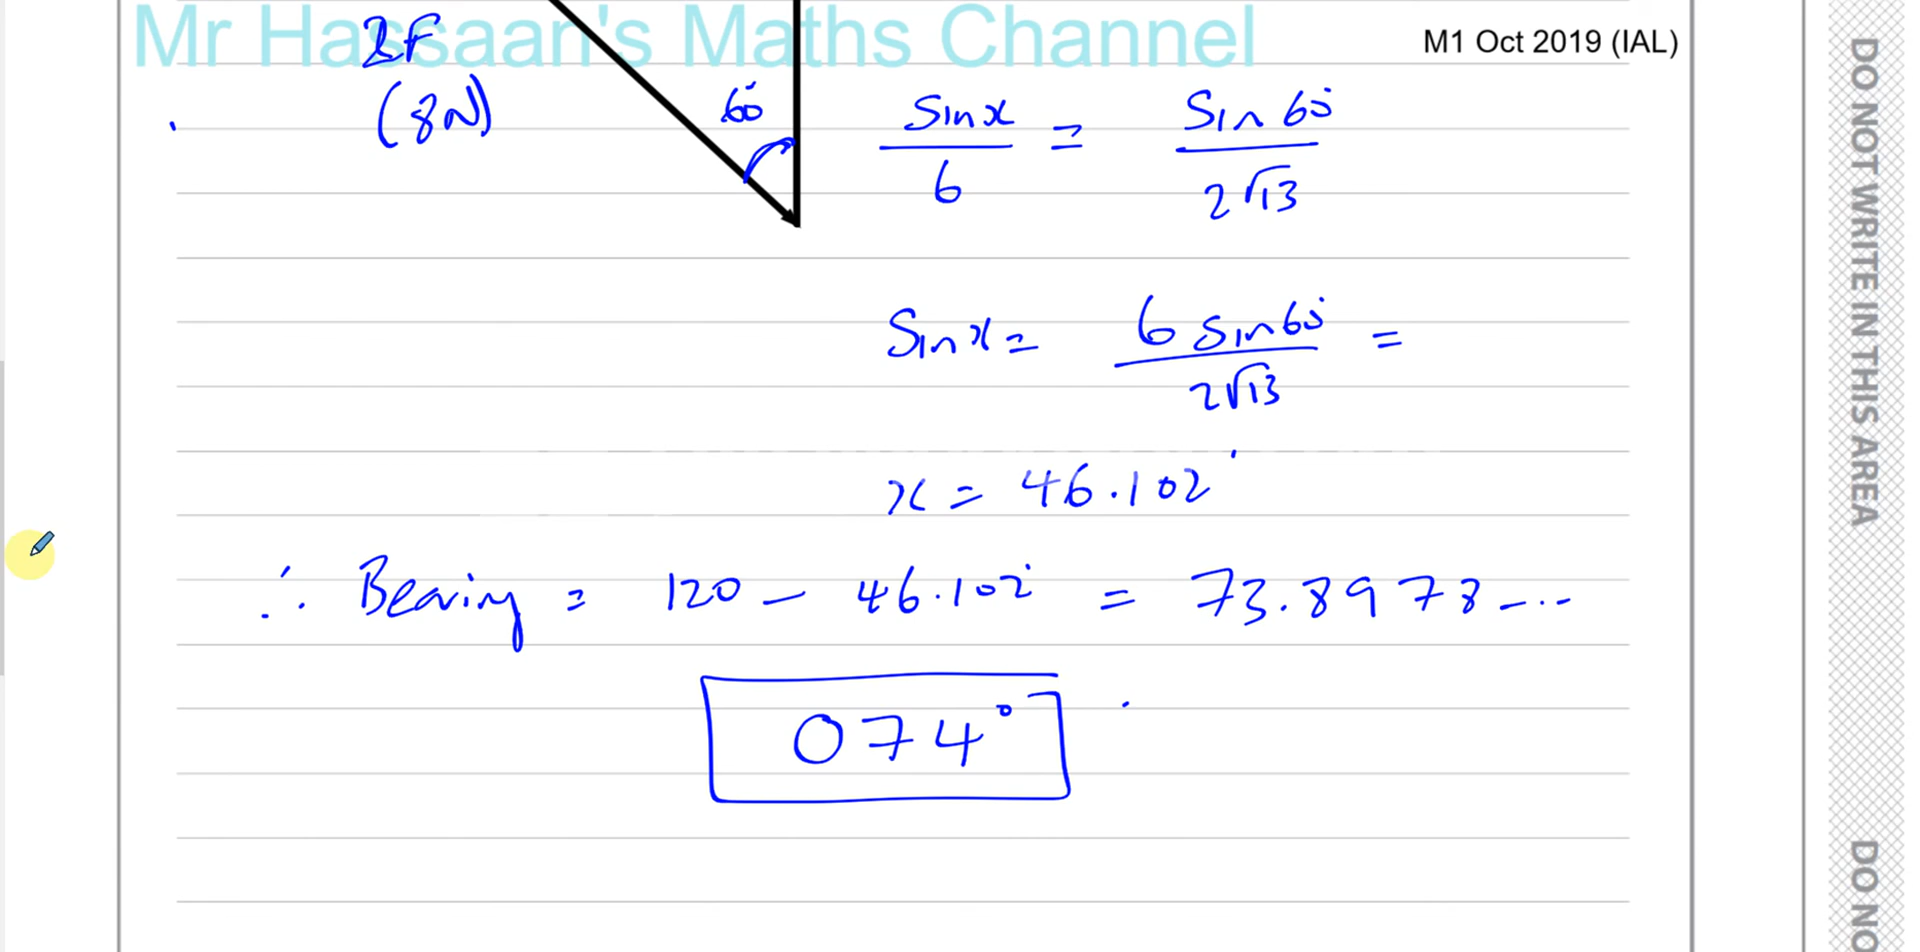 Mr Hassaan's Maths Channel
M1 Oct 2019 (IAL)
2F
(8N)
60°
Sin x / 6 = Sin 60° / 2√13
Sin x = 6 Sin 60° / 2√13 =
x = 46.102°
∴ Bearing = 120 - 46.102° = 73.8978 ---
074°
DO NOT WRITE IN THIS AREA
DO NO